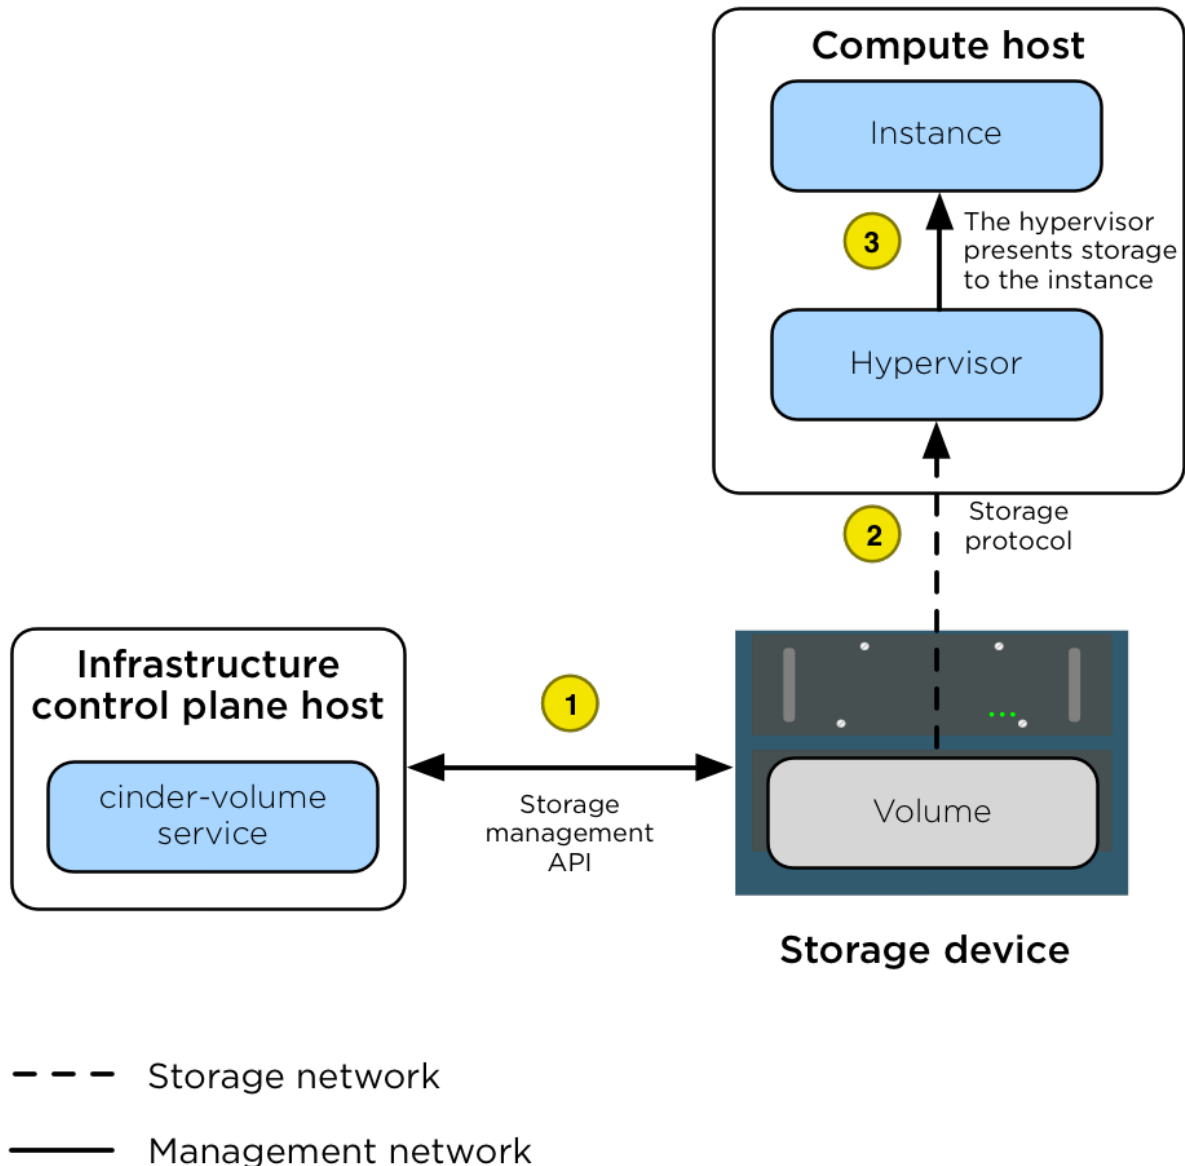 Compute host
Instance
3
The hypervisor
presents storage
to the instance
Hypervisor
2
Storage
protocol
Infrastructure
control plane host
cinder-volume
service
1
Storage
management
API
Volume
Storage device
Storage network
Management network